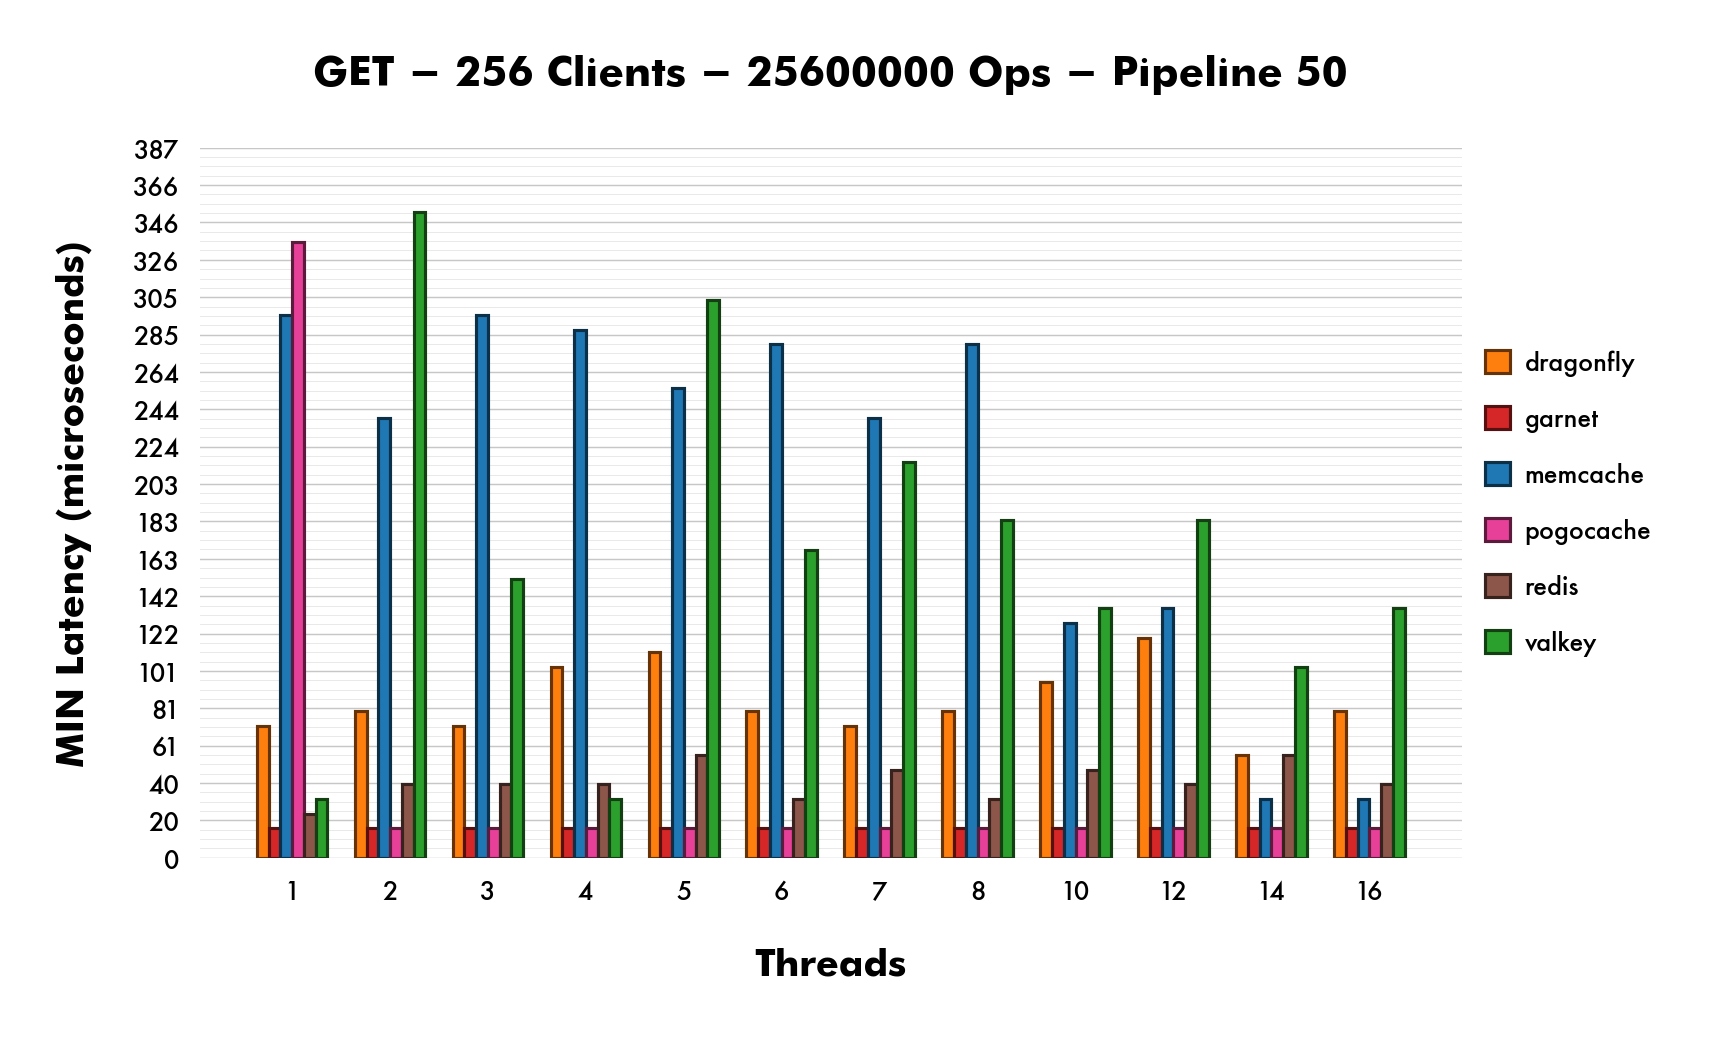 GET – 256 Clients – 25600000 Ops – Pipeline 50
MIN Latency (microseconds)
387
366
346
326
305
285
264
244
224
203
183
163
142
122
101
81
61
40
20
0
1 2 3 4 5 6 7 8 10 12 14 16
Threads
dragonfly
garnet
memcache
pogocache
redis
valkey